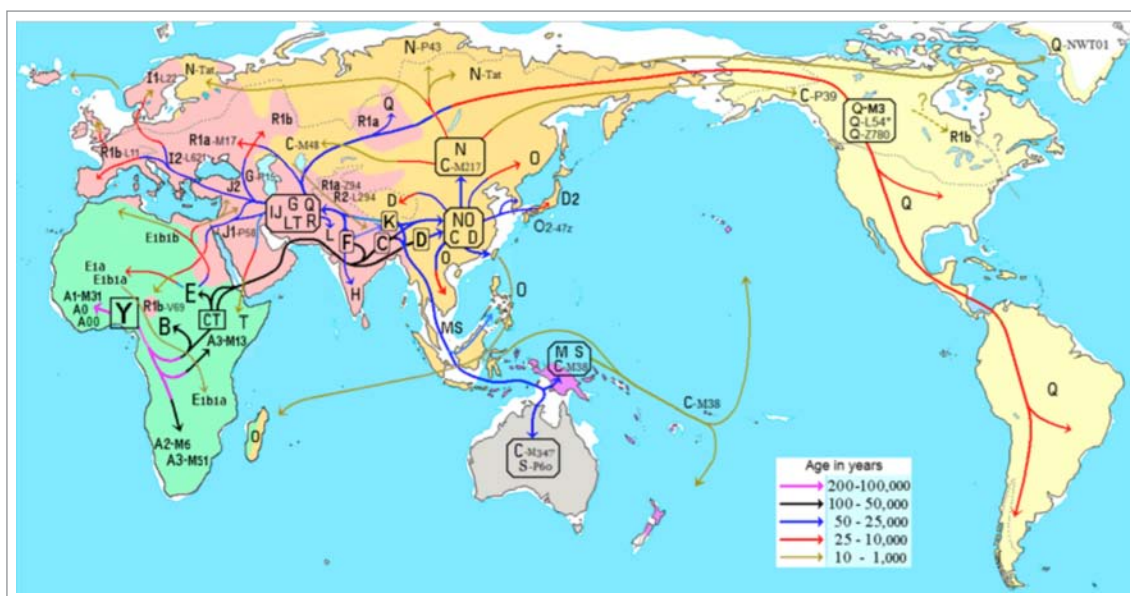 Q-NWT01
N-P43
N-Tat
I1-L22
N-Tat
C-P39
Q
Q-M3
Q-L54*
Q-Z780
R1b
R1a
?
?
R1b
R1a-M17
C-M48
N
C-M217
O
R1b-L11
I2-L621
J2
R1a-Z94
R2-L294
D
D2
O2-47z
Q
IJ G Q
LT R
L
F
K
C
D
NO
C D
J1-P58
E1b1b
O
H
O
E1a
E1b1a
A1-M31
A0
A00
Y
R1b-V69
E
B
CT
T
A3-M13
MS
M S
C-M38
C-M38
E1b1a
Q
A2-M6
A3-M51
O
C-M347
S-P60
Age in years
200-100,000
100 - 50,000
50 - 25,000
25 - 10,000
10 - 1,000